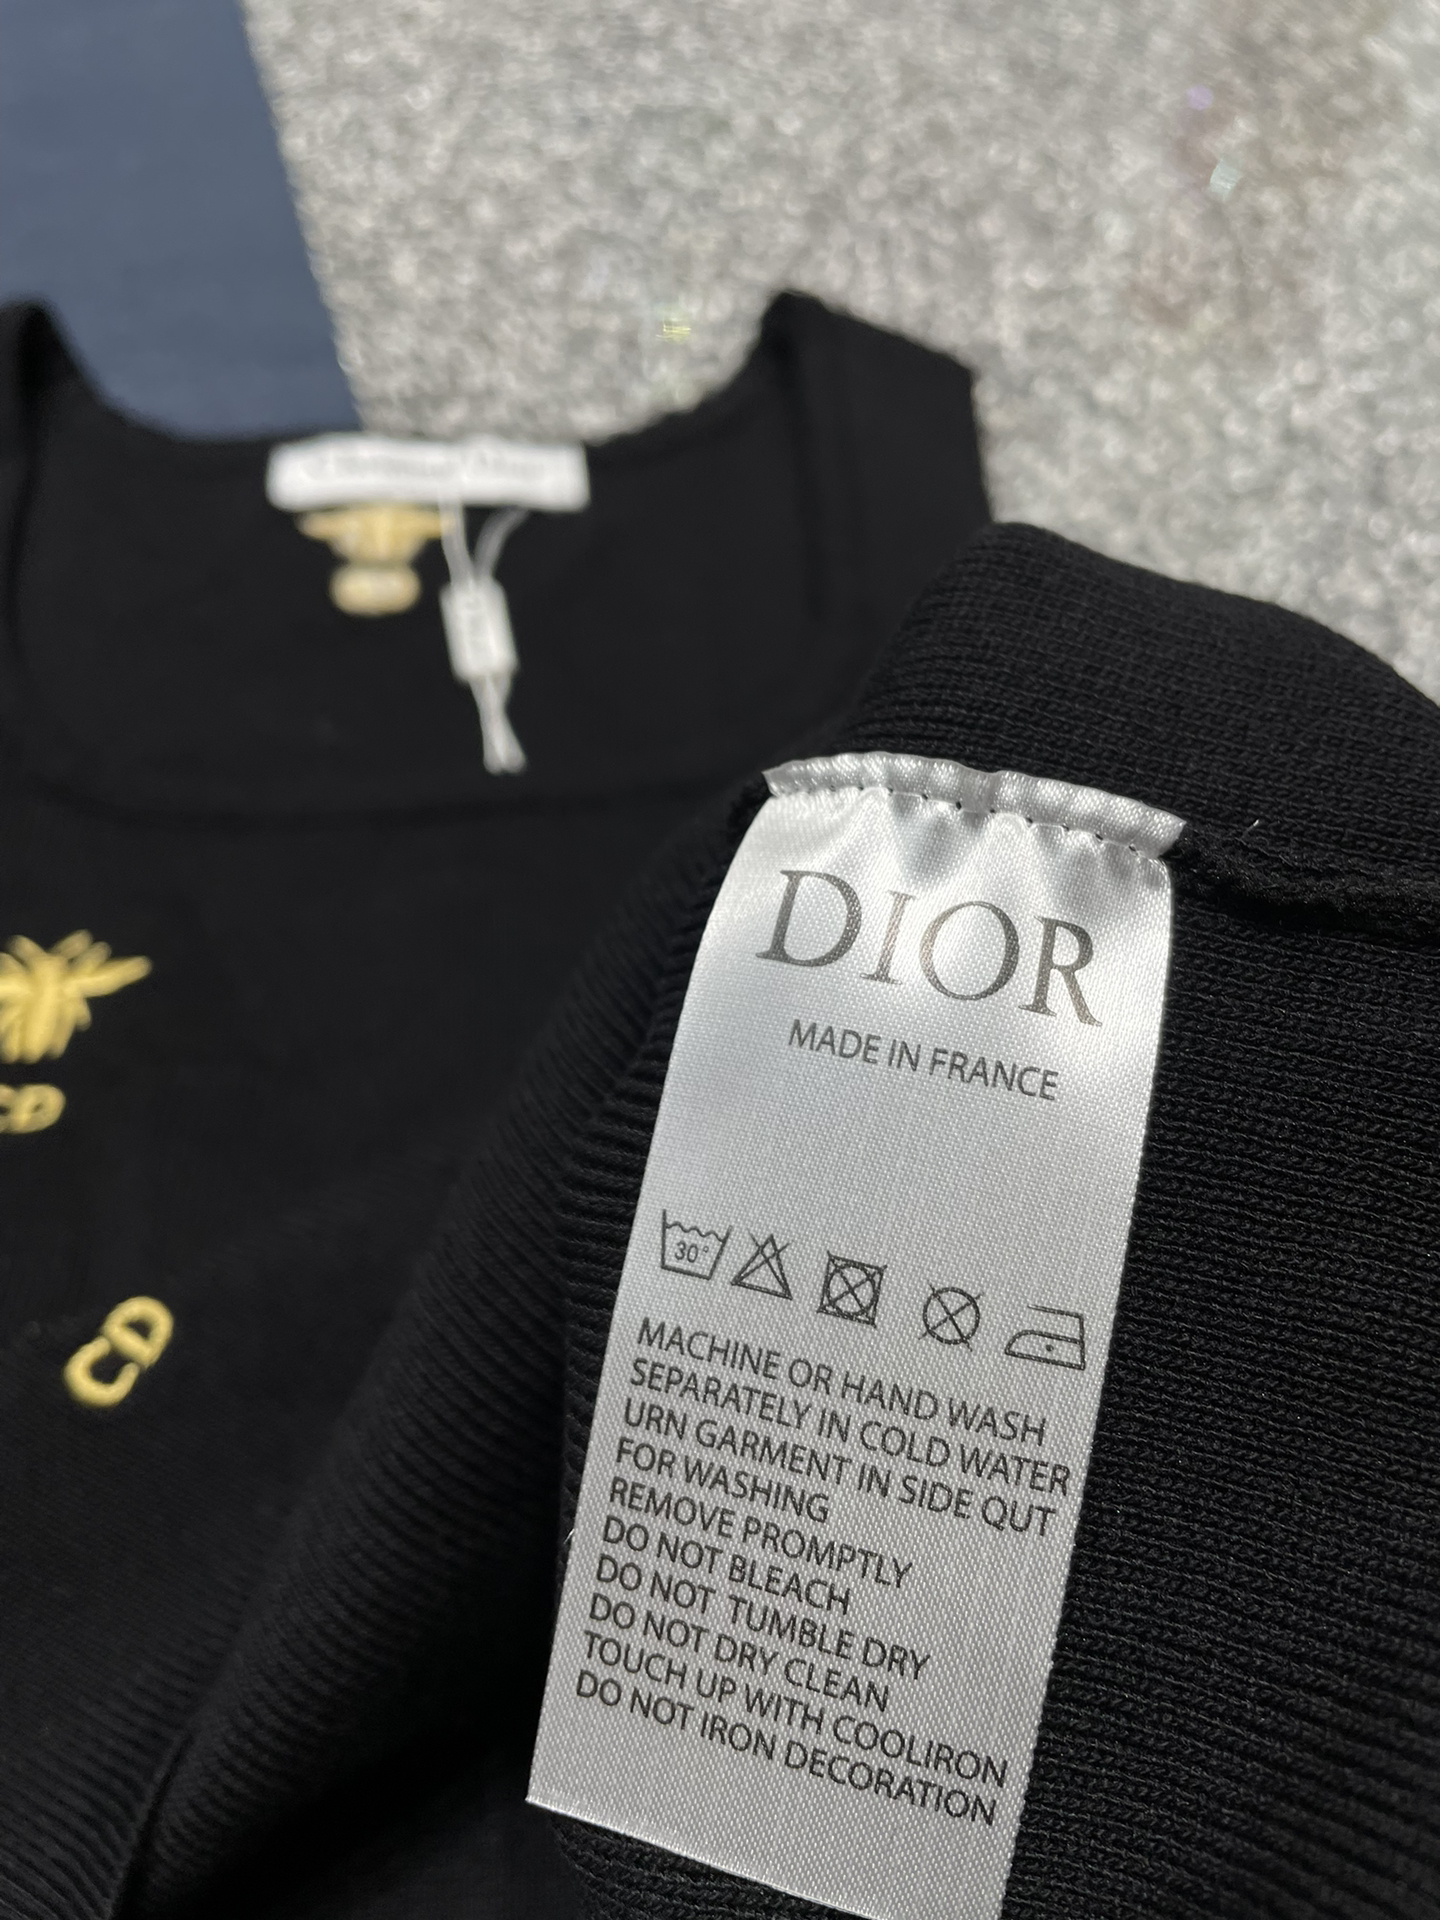 DIOR
MADE IN FRANCE
30°
MACHINE OR HAND WASH
SEPARATELY IN COLD WATER
URN GARMENT IN SIDE OUT
FOR WASHING
REMOVE PROMPTLY
DO NOT BLEACH
DO NOT TUMBLE DRY
DO NOT DRY CLEAN
TOUCH UP WITH COOLIRON
DO NOT IRON DECORATION
CD
CD